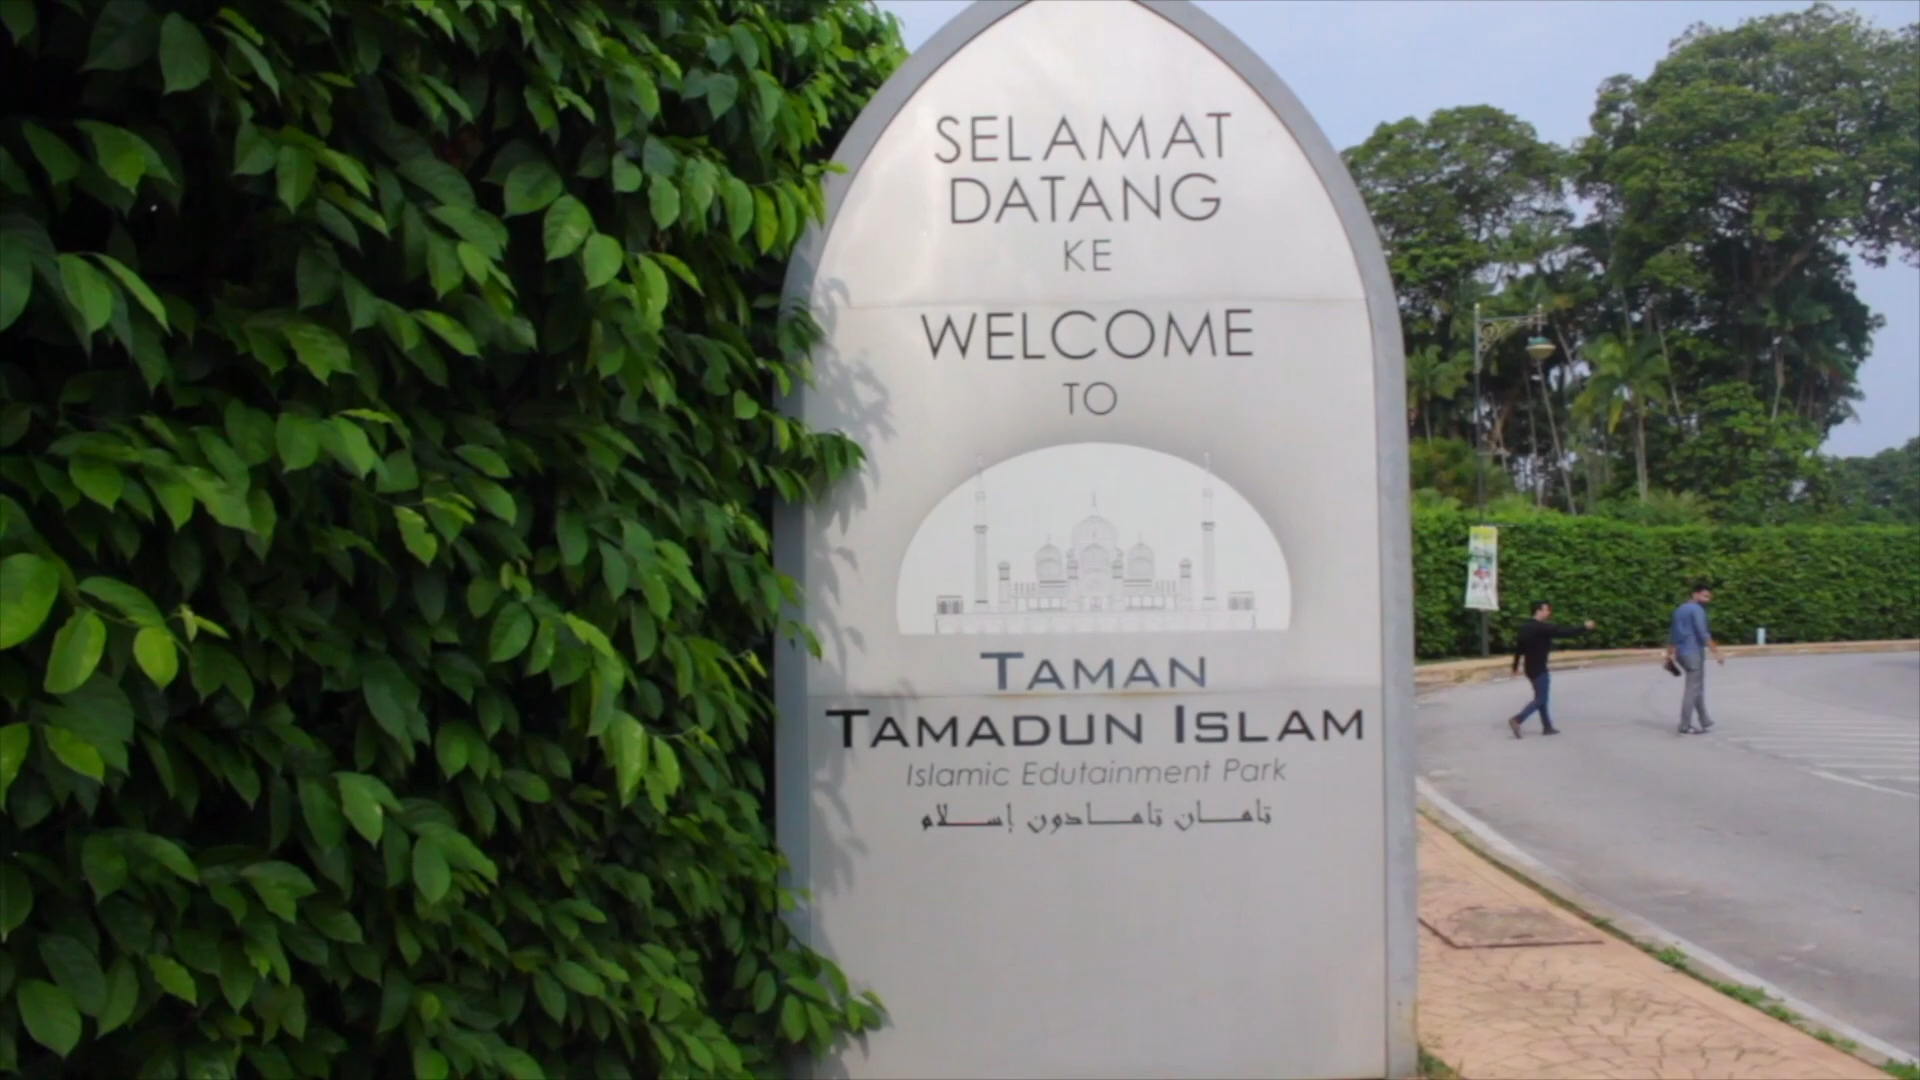 SELAMAT
DATANG
KE
WELCOME
TO
TAMAN
TAMADUN ISLAM
Islamic Edutainment Park
تامان تامادون إسلام